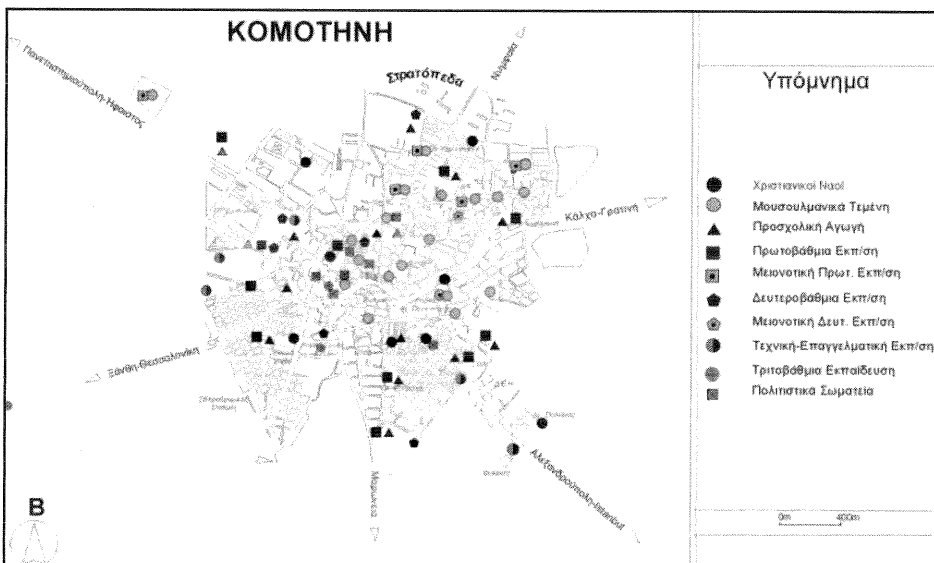 ΚΟΜΟΤΗΝΗ
Πανεπιστημιούπολη-Ήφαιστος
Στρατόπεδα
Νυμφαία
Κάλχα-Γρατινή
Ξάνθη-Θεσσαλονίκη
Μαρώνεια
Αλεξανδρούπολη-Istanbul
Β
Υπόμνημα
Χριστιανικοί Ναοί
Μουσουλμανικά Τεμένη
Προσχολική Αγωγή
Πρωτοβάθμια Εκπ/ση
Μειονοτική Πρωτ. Εκπ/ση
Δευτεροβάθμια Εκπ/ση
Μειονοτική Δευτ. Εκπ/ση
Τεχνική-Επαγγελματική Εκπ/ση
Τριτοβάθμια Εκπαίδευση
Πολιτιστικά Σωματεία
0m 400m